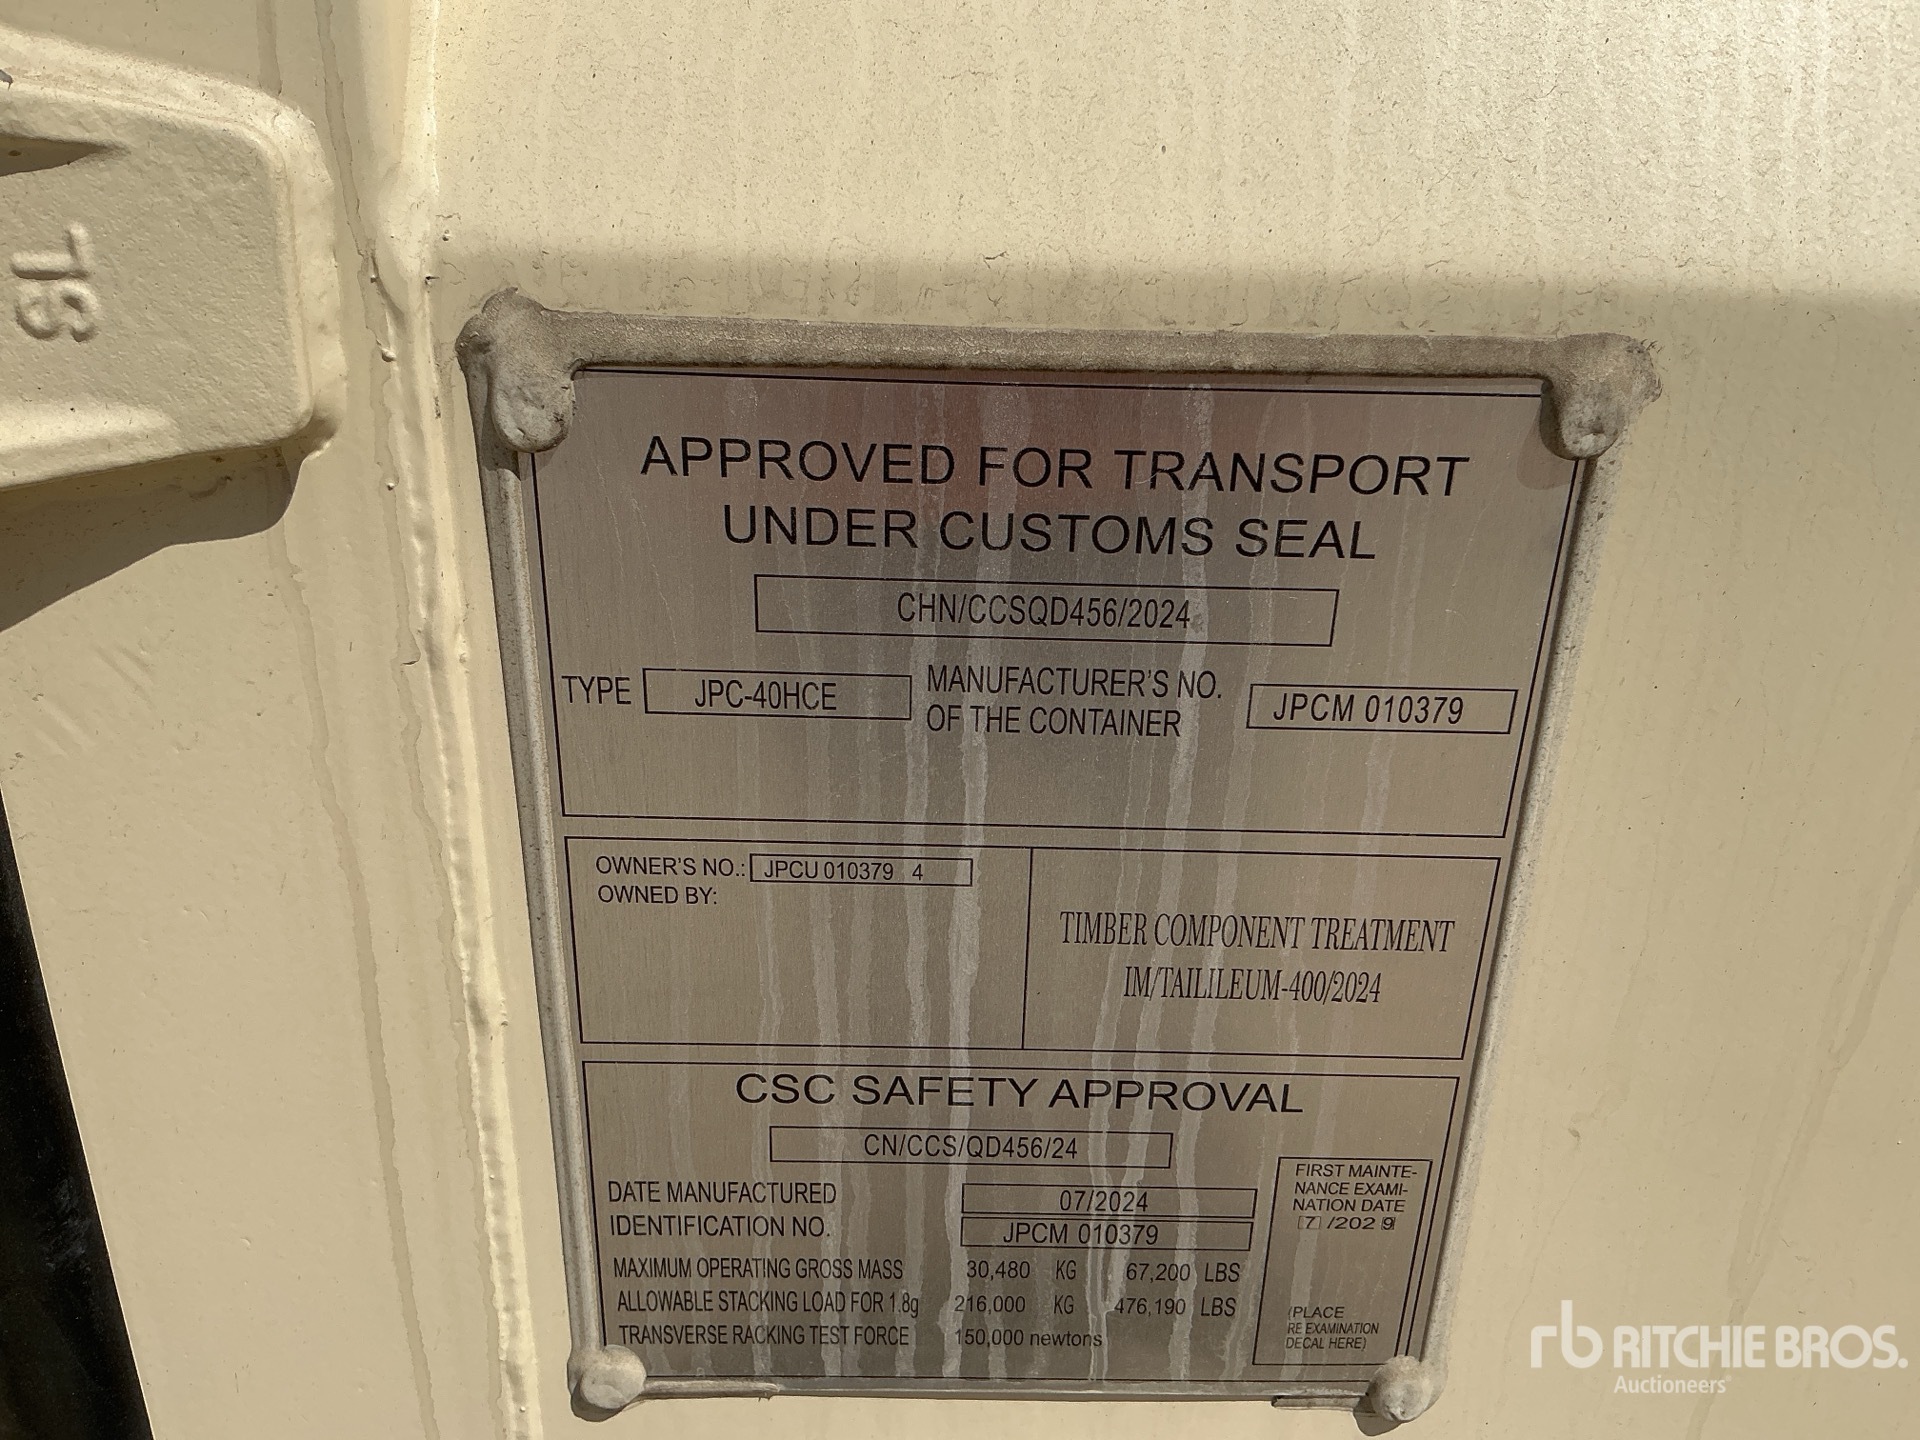 JS
APPROVED FOR TRANSPORT
UNDER CUSTOMS SEAL
CHN/CCSQD456/2024
TYPE JPC-40HCE MANUFACTURER'S NO. OF THE CONTAINER JPCM 010379
OWNER'S NO.: JPCU 010379 4
OWNED BY:
TIMBER COMPONENT TREATMENT
IM/TAILILEUM-400/2024
CSC SAFETY APPROVAL
CN/CCS/QD456/24
DATE MANUFACTURED 07/2024
IDENTIFICATION NO. JPCM 010379
MAXIMUM OPERATING GROSS MASS 30,480 KG 67,200 LBS
ALLOWABLE STACKING LOAD FOR 1.8g 216,000 KG 476,190 LBS
TRANSVERSE RACKING TEST FORCE 150,000 newtons
FIRST MAINTE-
NANCE EXAMI-
NATION DATE
7 /2029
(PLACE
RE EXAMINATION
DECAL HERE)
rb RITCHIE BROS.
Auctioneers